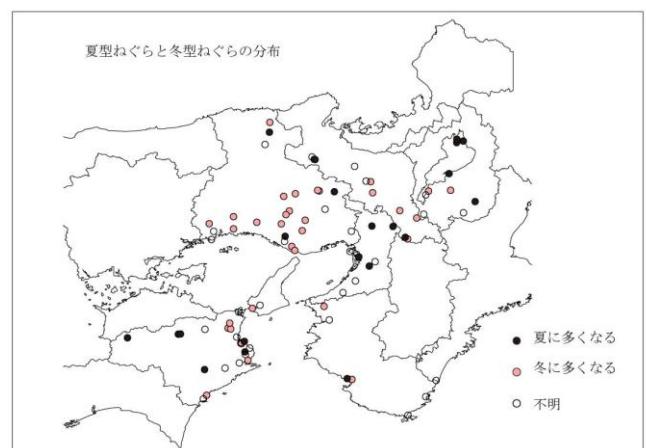 夏型ねぐらと冬型ねぐらの分布
夏に多くなる
冬に多くなる
不明